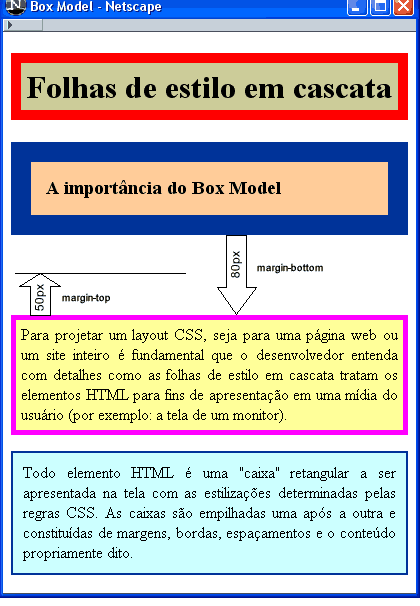 Box Model - Netscape
Folhas de estilo em cascata
A importância do Box Model
80px
margin-bottom
50px
margin-top
Para projetar um layout CSS, seja para uma página web ou
um site inteiro é fundamental que o desenvolvedor entenda
com detalhes como as folhas de estilo em cascata tratam os
elementos HTML para fins de apresentação em uma mídia do
usuário (por exemplo: a tela de um monitor).
Todo elemento HTML é uma "caixa" retangular a ser
apresentada na tela com as estilizações determinadas pelas
regras CSS. As caixas são empilhadas uma após a outra e
constituídas de margens, bordas, espaçamentos e o conteúdo
propriamente dito.